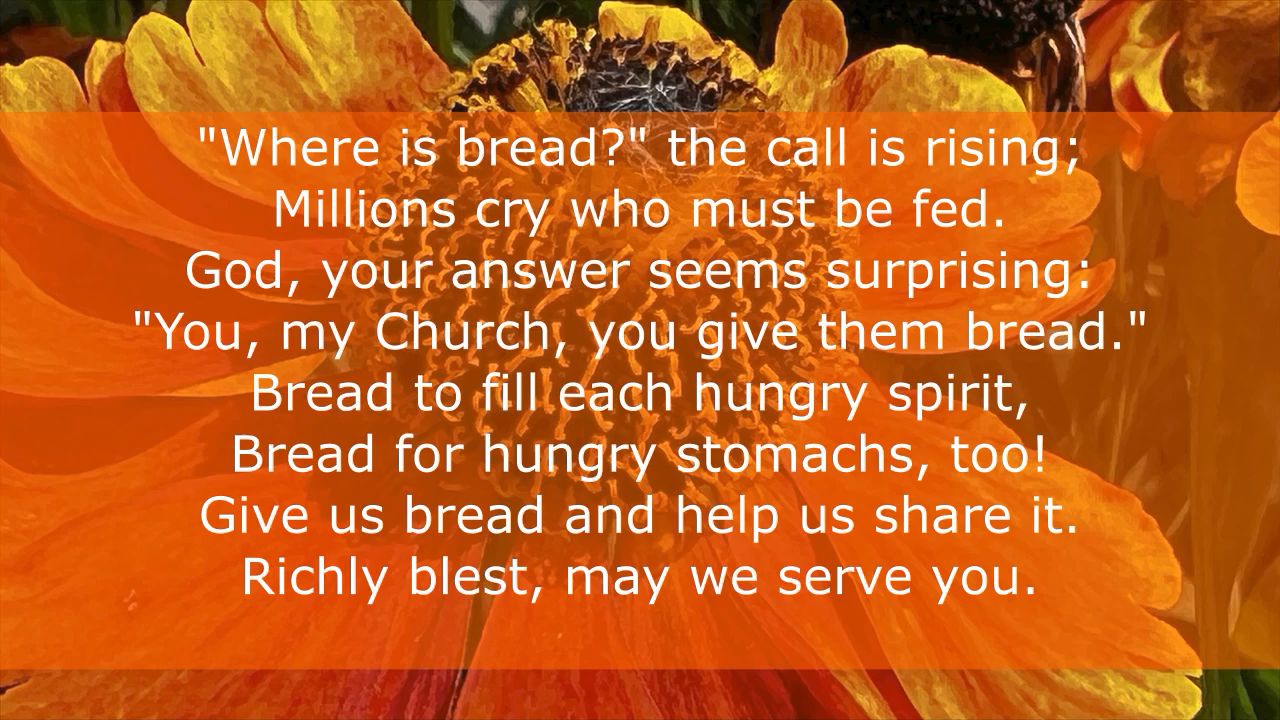 "Where is bread?" the call is rising;
Millions cry who must be fed.
God, your answer seems surprising:
"You, my Church, you give them bread."
Bread to fill each hungry spirit,
Bread for hungry stomachs, too!
Give us bread and help us share it.
Richly blest, may we serve you.